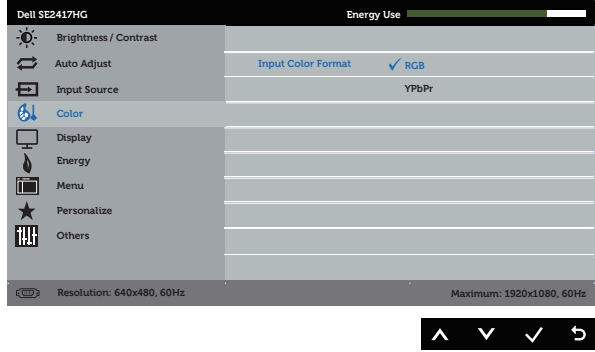 Dell SE2417HG Energy Use
Brightness / Contrast
Auto Adjust Input Color Format RGB
Input Source YPbPr
Color
Display
Energy
Menu
Personalize
Others
Resolution: 640x480, 60Hz Maximum: 1920x1080, 60Hz